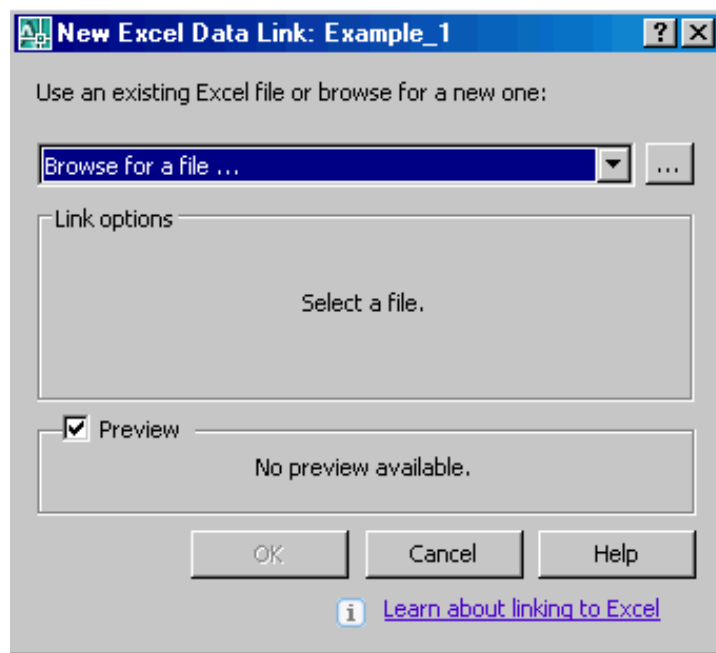 New Excel Data Link: Example_1
Use an existing Excel file or browse for a new one:
Browse for a file ...
...
Link options
Select a file.
Preview
No preview available.
OK Cancel Help
Learn about linking to Excel